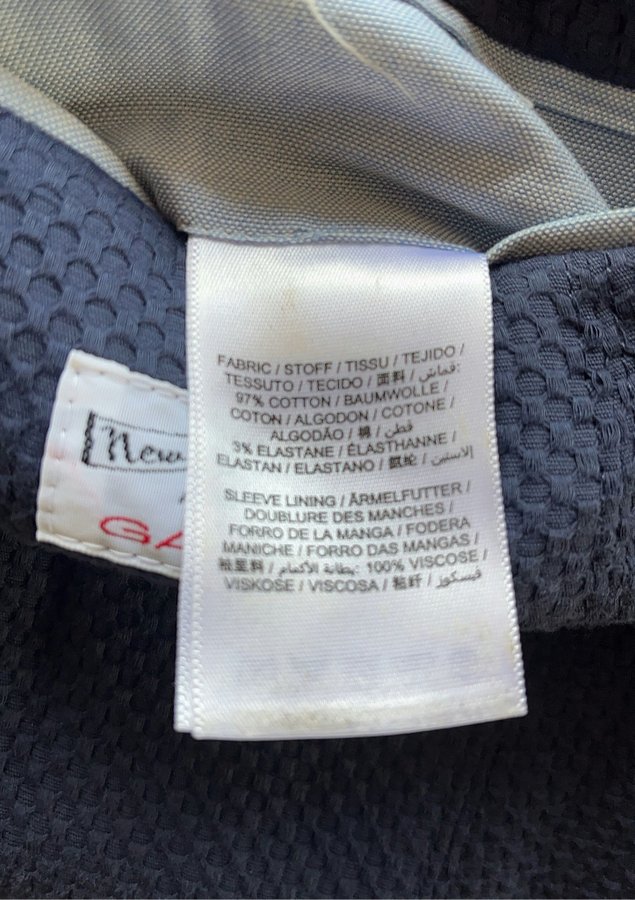 FABRIC / STOFF / TISSU / TEJIDO /
TESSUTO / TECIDO / 面料 / قماش:
97% COTTON / BAUMWOLLE /
COTON / ALGODON / COTONE /
ALGODÃO / 棉 / قطن /
3% ELASTANE / ÉLASTHANNE /
ELASTAN / ELASTANO / 氨纶 / إلاستين
SLEEVE LINING / ÄRMELFUTTER /
DOUBLURE DES MANCHES /
FORRO DE LA MANGA / FODERA
MANICHE / FORRO DAS MANGAS /
袖里料 / بطانة الأكمام: 100% VISCOSE /
VISKOSE / VISCOSA / 粘纤 / فيسكوز
New
GA